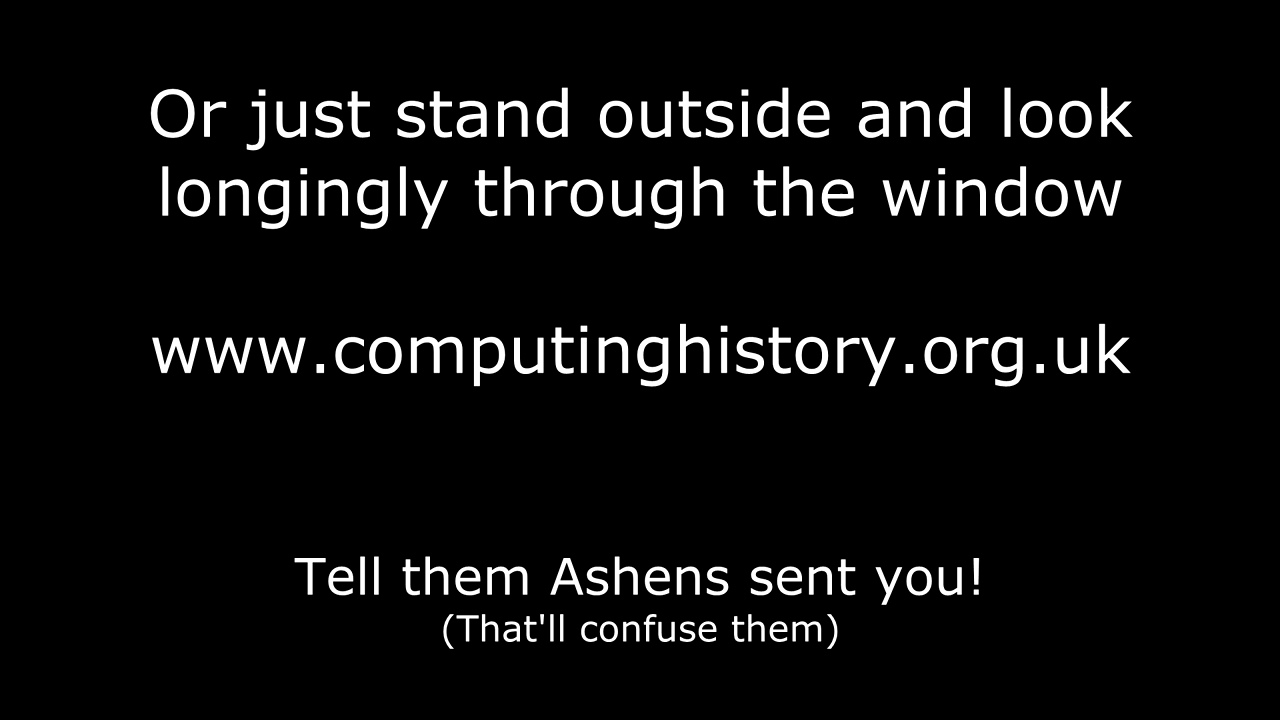 Or just stand outside and look
longingly through the window
www.computinghistory.org.uk
Tell them Ashens sent you!
(That'll confuse them)